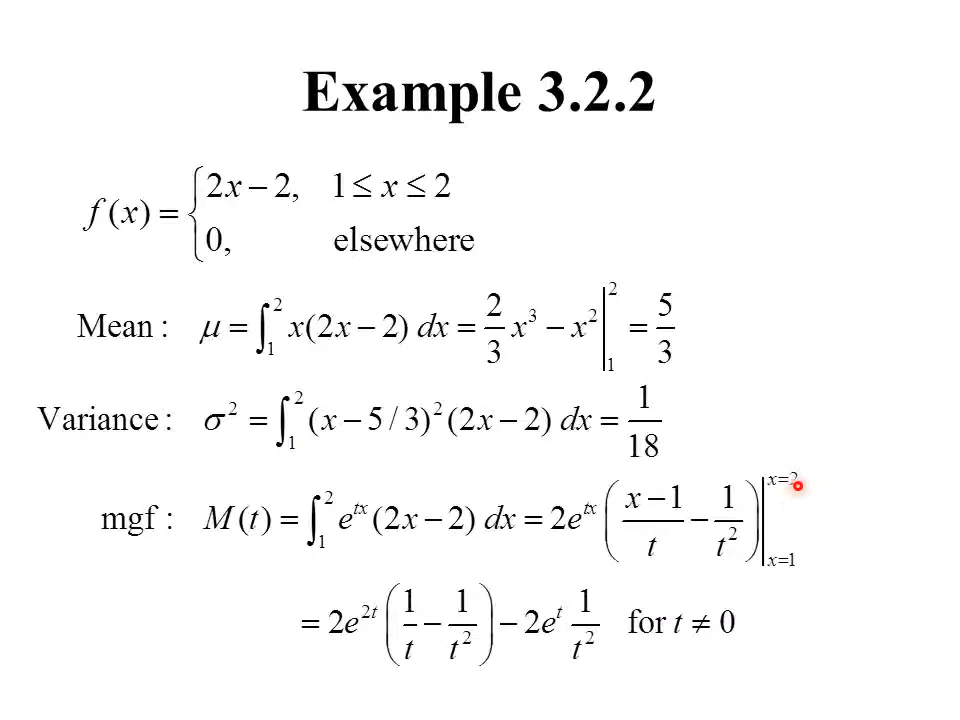 Example 3.2.2
f(x) = { 2x − 2, 1 ≤ x ≤ 2
0, elsewhere
Mean: μ = ∫₁² x(2x − 2) dx = 2/3 x³ − x² |₁² = 5/3
Variance: σ² = ∫₁² (x − 5/3)² (2x − 2) dx = 1/18
mgf: M(t) = ∫₁² e^{tx} (2x − 2) dx = 2e^{tx} ( (x − 1)/t − 1/t² ) |_{x=1}^{x=2}
= 2e^{2t} ( 1/t − 1/t² ) − 2e^{t} 1/t² for t ≠ 0